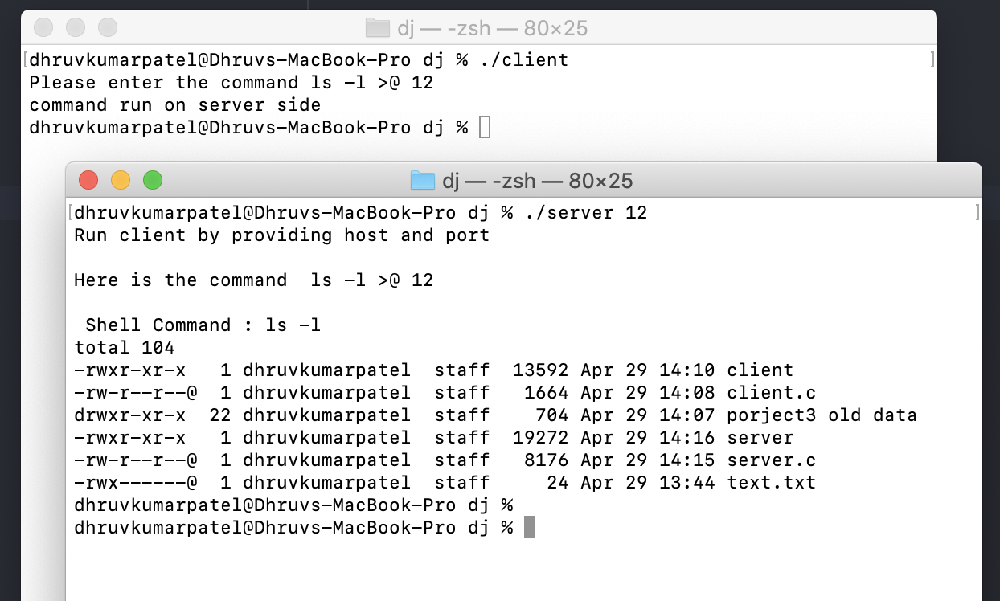 dj — -zsh — 80×25
[dhruvkumarpatel@Dhruvs-MacBook-Pro dj % ./client ]
Please enter the command ls -l >@ 12
command run on server side
dhruvkumarpatel@Dhruvs-MacBook-Pro dj %
dj — -zsh — 80×25
[dhruvkumarpatel@Dhruvs-MacBook-Pro dj % ./server 12 ]
Run client by providing host and port
Here is the command  ls -l >@ 12
 Shell Command : ls -l
total 104
-rwxr-xr-x   1 dhruvkumarpatel  staff  13592 Apr 29 14:10 client
-rw-r--r--@  1 dhruvkumarpatel  staff   1664 Apr 29 14:08 client.c
drwxr-xr-x  22 dhruvkumarpatel  staff    704 Apr 29 14:07 porject3 old data
-rwxr-xr-x   1 dhruvkumarpatel  staff  19272 Apr 29 14:16 server
-rw-r--r--@  1 dhruvkumarpatel  staff   8176 Apr 29 14:15 server.c
-rwx------@  1 dhruvkumarpatel  staff     24 Apr 29 13:44 text.txt
dhruvkumarpatel@Dhruvs-MacBook-Pro dj %
dhruvkumarpatel@Dhruvs-MacBook-Pro dj %